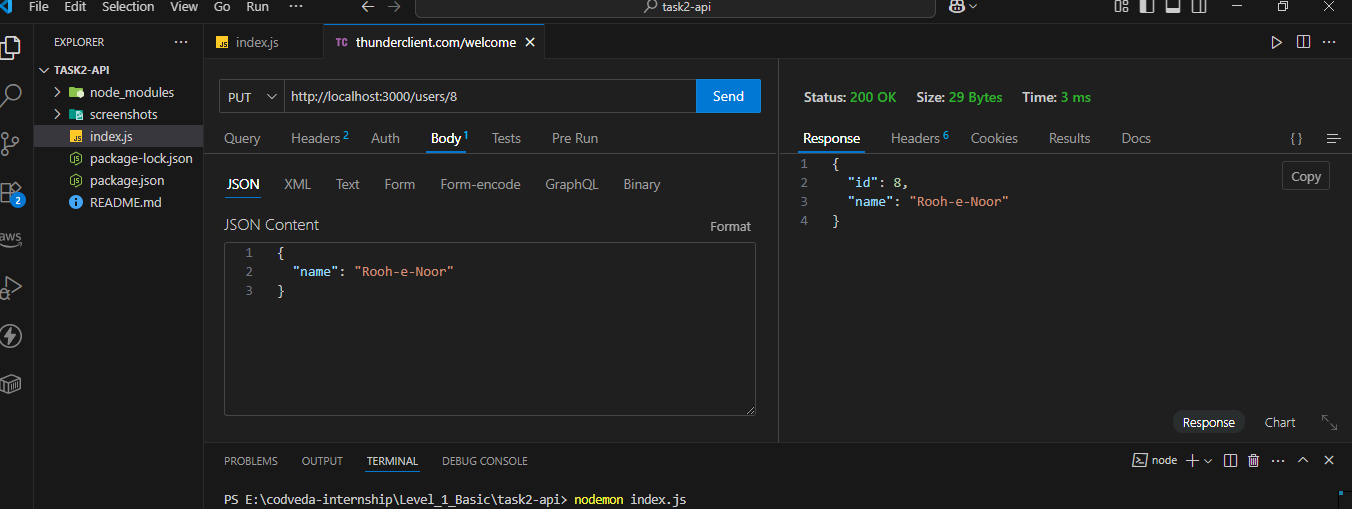 File Edit Selection View Go Run ··· task2-api
EXPLORER ···
TASK2-API
node_modules
screenshots
index.js
package-lock.json
package.json
README.md
2
aws
index.js
TC thunderclient.com/welcome
PUT http://localhost:3000/users/8 Send
Query Headers 2 Auth Body 1 Tests Pre Run
JSON XML Text Form Form-encode GraphQL Binary
JSON Content Format
1 {
2 "name": "Rooh-e-Noor"
3 }
Status: 200 OK Size: 29 Bytes Time: 3 ms
Response Headers 6 Cookies Results Docs { }
1 {
2 "id": 8,
3 "name": "Rooh-e-Noor"
4 }
Copy
Response Chart
PROBLEMS OUTPUT TERMINAL DEBUG CONSOLE node
PS E:\codveda-internship\Level_1_Basic\task2-api> nodemon index.js